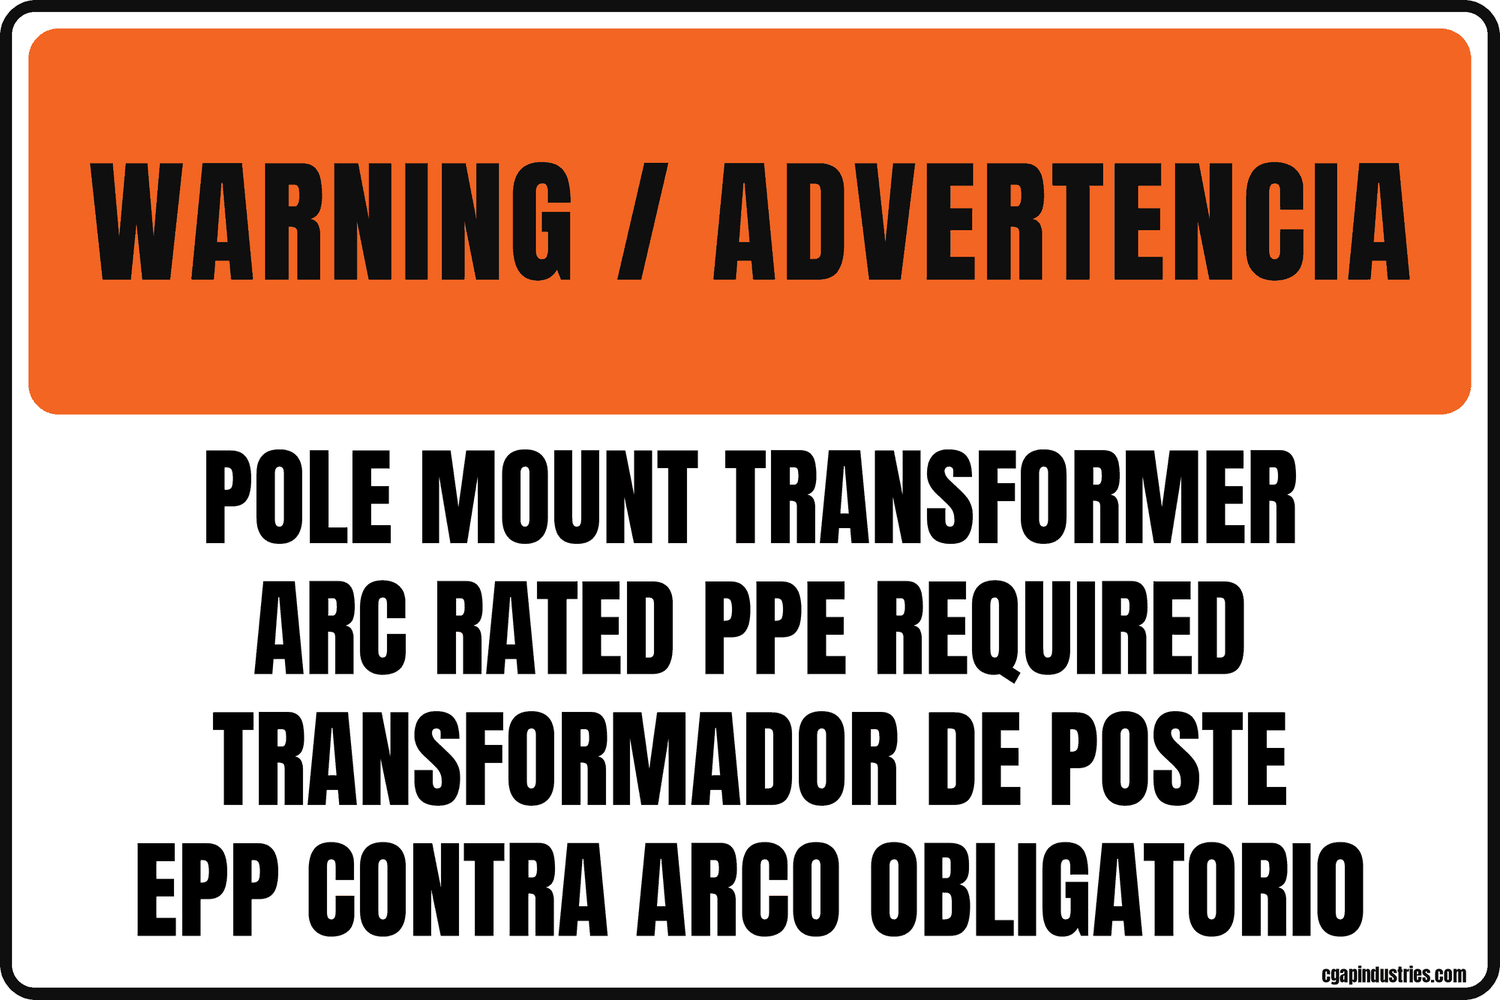 WARNING / ADVERTENCIA
POLE MOUNT TRANSFORMER
ARC RATED PPE REQUIRED
TRANSFORMADOR DE POSTE
EPP CONTRA ARCO OBLIGATORIO
cgapindustries.com